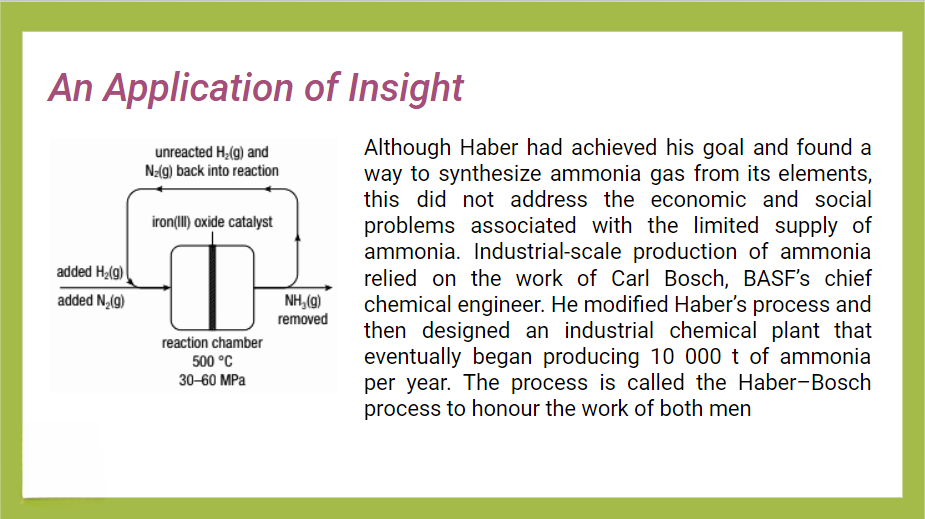 An Application of Insight
unreacted H₂(g) and
N₂(g) back into reaction
iron(III) oxide catalyst
added H₂(g)
added N₂(g)
NH₃(g)
removed
reaction chamber
500 °C
30–60 MPa
Although Haber had achieved his goal and found a
way to synthesize ammonia gas from its elements,
this did not address the economic and social
problems associated with the limited supply of
ammonia. Industrial-scale production of ammonia
relied on the work of Carl Bosch, BASF’s chief
chemical engineer. He modified Haber’s process and
then designed an industrial chemical plant that
eventually began producing 10 000 t of ammonia
per year. The process is called the Haber–Bosch
process to honour the work of both men